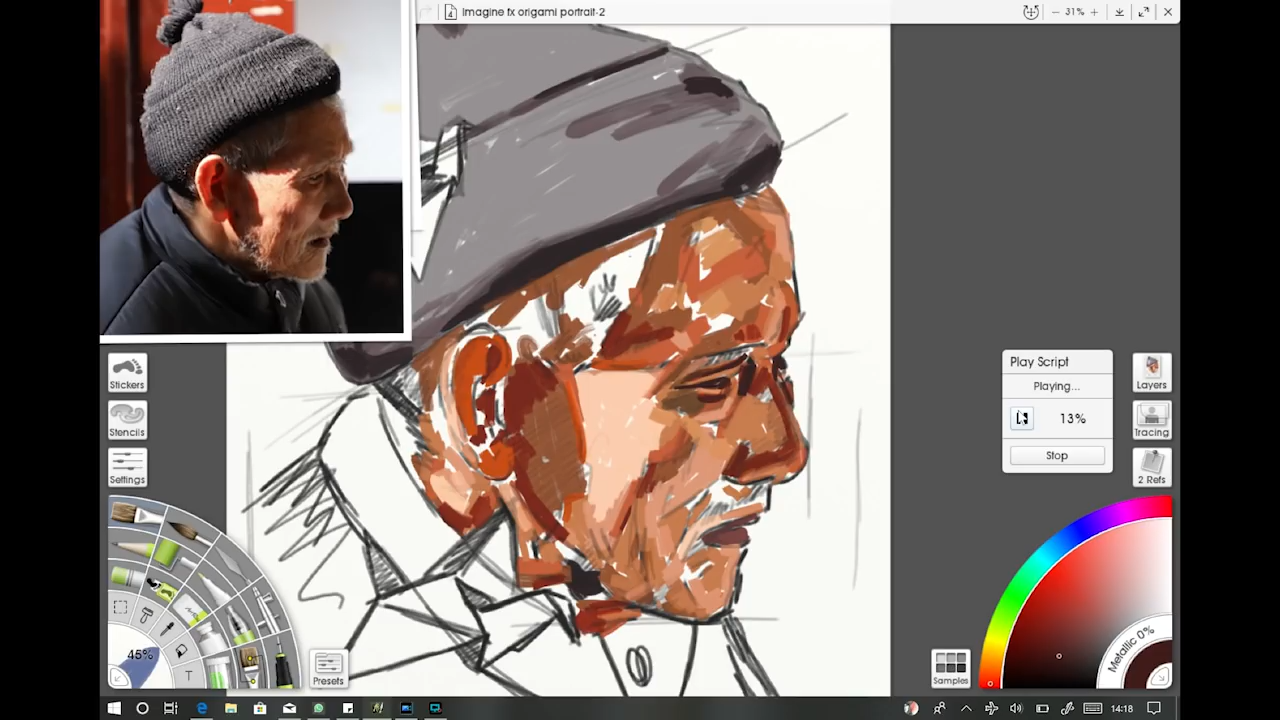 4 Imagine fx origami portrait-2
31%
Stickers
Stencils
Settings
Play Script
Playing...
13%
Stop
Layers
Tracing
2 Refs
45%
T
Presets
Samples
Metallic 0%
14:18